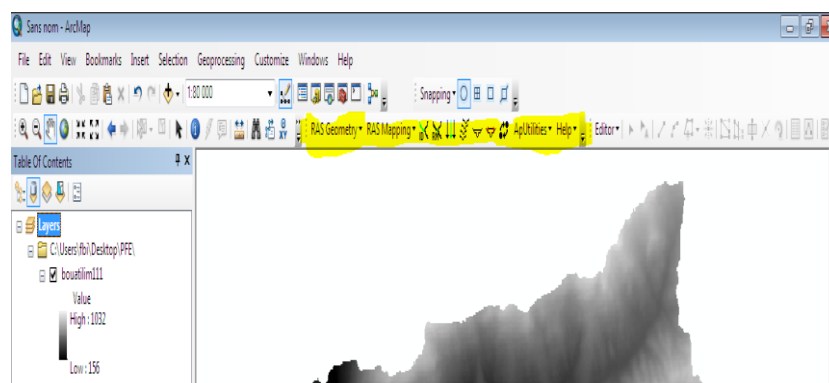 Sans nom - ArcMap
File Edit View Bookmarks Insert Selection Geoprocessing Customize Windows Help
1:80 000
Snapping
RAS Geometry RAS Mapping ApUtilities Help Editor
Table Of Contents
Layers
C:\Users\fbi\Desktop\PFE\
bouatilim111
Value
High : 1032
Low : 156